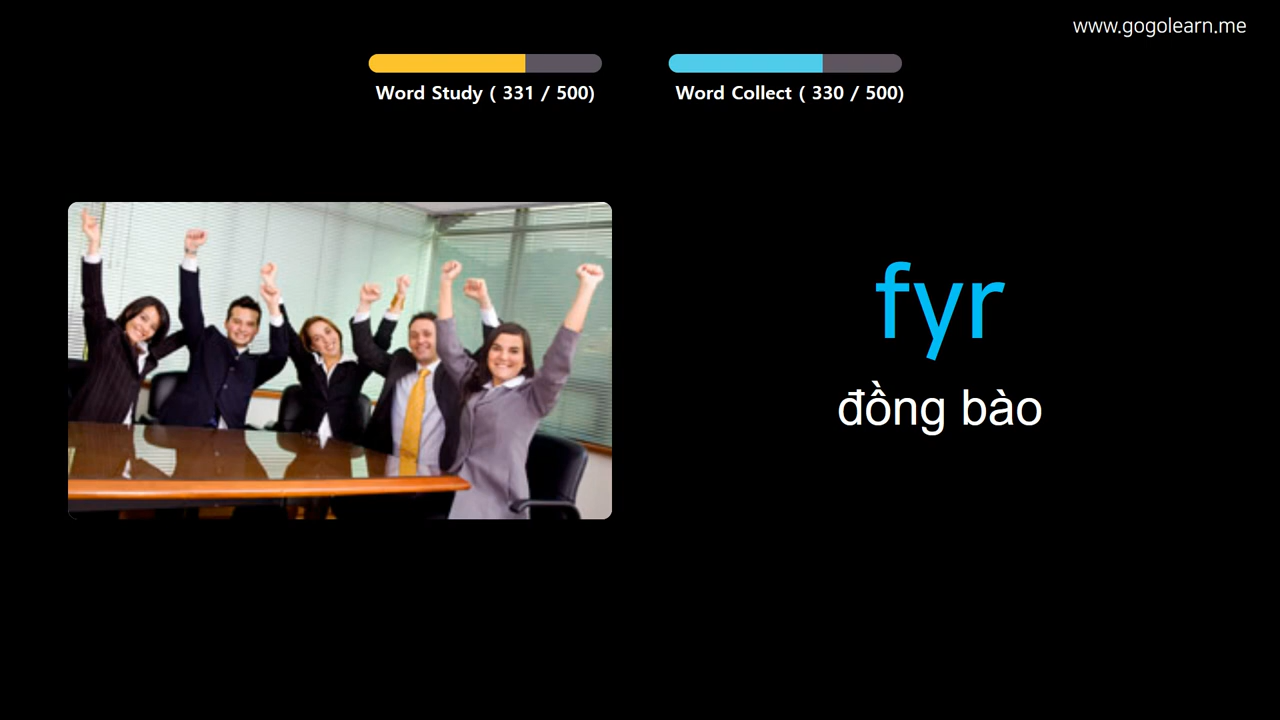 www.gogolearn.me
Word Study ( 331 / 500)
Word Collect ( 330 / 500)
fyr
đồng bào